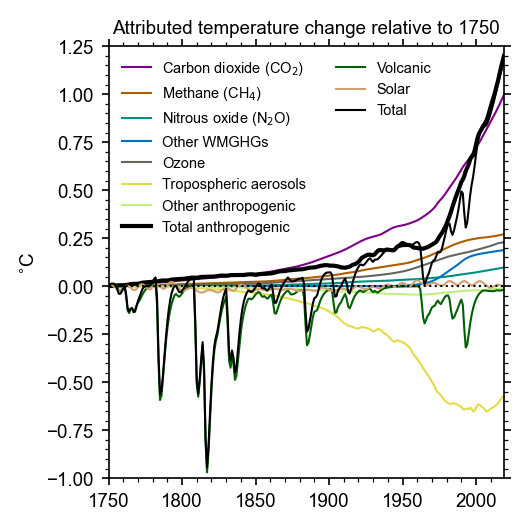 Attributed temperature change relative to 1750
1.25
1.00
0.75
0.50
0.25
0.00
−0.25
−0.50
−0.75
−1.00
°C
Carbon dioxide (CO₂)
Methane (CH₄)
Nitrous oxide (N₂O)
Other WMGHGs
Ozone
Tropospheric aerosols
Other anthropogenic
Total anthropogenic
Volcanic
Solar
Total
1750 1800 1850 1900 1950 2000